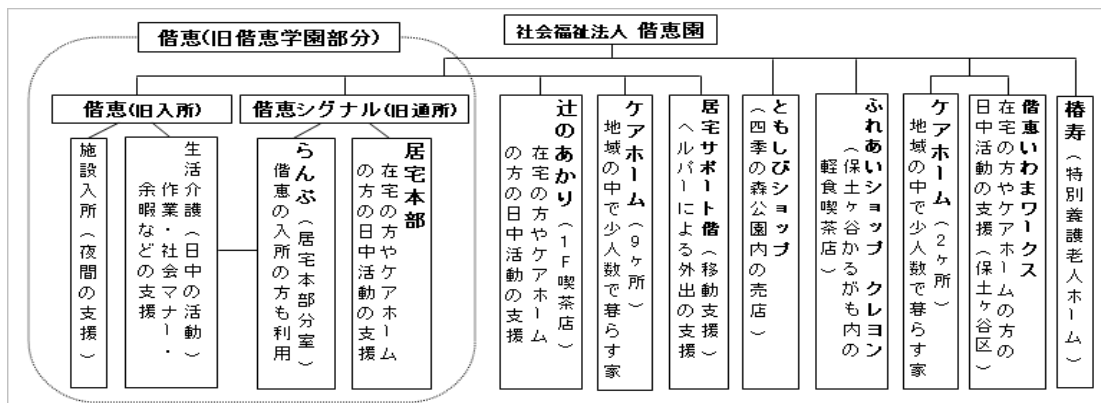 社会福祉法人 偕恵園
偕恵(旧偕恵学園部分)
偕恵(旧入所)
偕恵シグナル(旧通所)
施設入所(夜間の支援)
生活介護(日中の活動)
作業・社会マナー・
余暇などの支援
らんぷ(居宅本部分室)
偕恵の入所の方も利用
居宅本部
在宅の方やケアホーム
の方の日中活動の支援
辻のあかり(1F喫茶店)
在宅の方やケアホーム
の方の日中活動の支援
ケアホーム(9ヶ所)
地域の中で少人数で暮らす家
居宅サポート偕(移動支援)
ヘルパーによる外出の支援
ともしびショップ
(四季の森公園内の売店)
ふれあいショップ クレヨン
(保土ヶ谷かるがも内の
軽食喫茶店)
ケアホーム(2ヶ所)
地域の中で少人数で暮らす家
偕恵いわまワークス
在宅の方やケアホームの方の
日中活動の支援(保土ヶ谷区)
椿寿(特別養護老人ホーム)